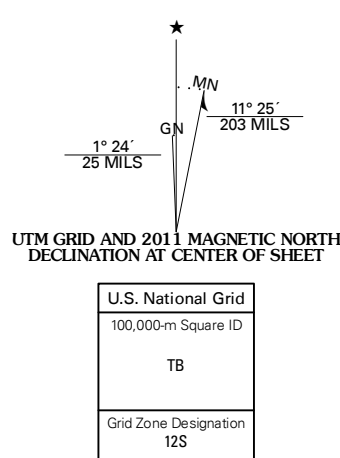 ★
MN
11° 25´
203 MILS
GN
1° 24´
25 MILS
UTM GRID AND 2011 MAGNETIC NORTH
DECLINATION AT CENTER OF SHEET
U.S. National Grid
100,000-m Square ID
TB
Grid Zone Designation
12S